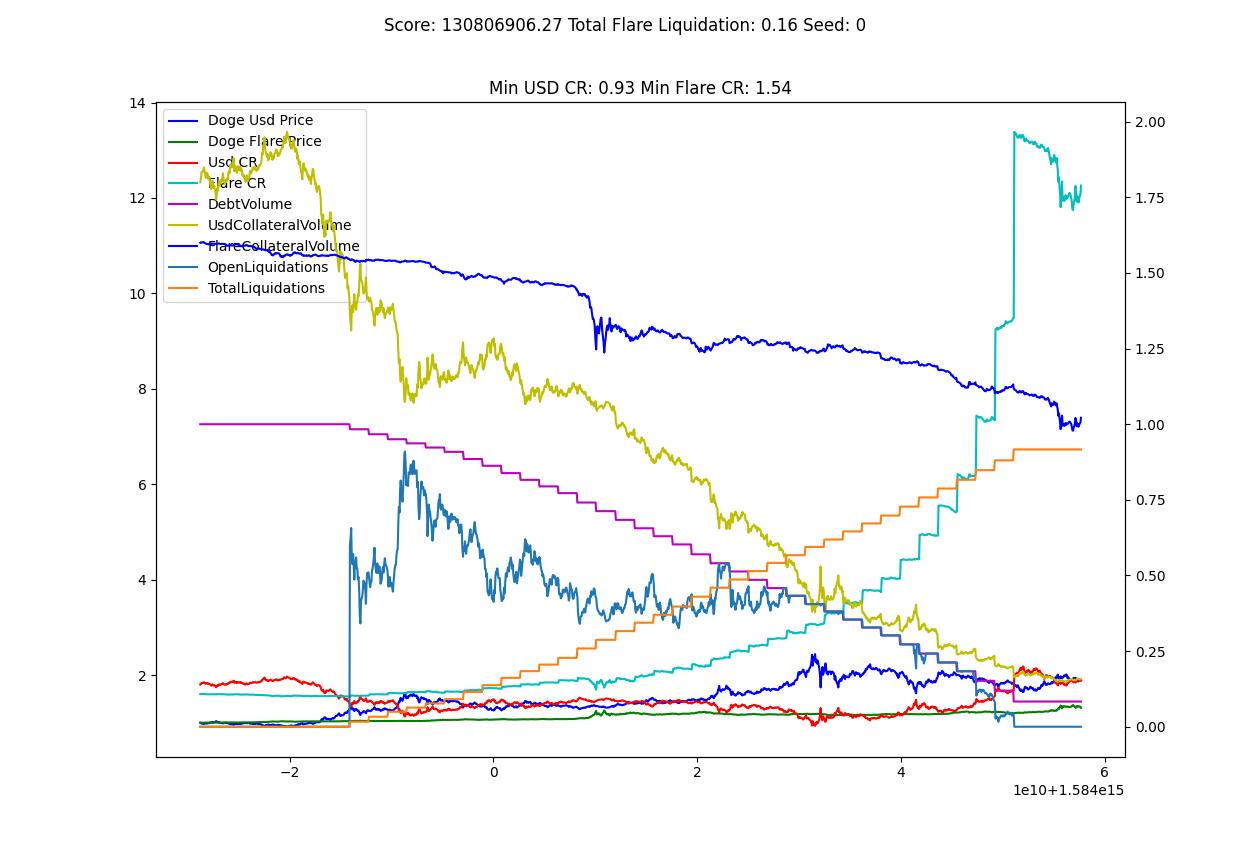 Score: 130806906.27 Total Flare Liquidation: 0.16 Seed: 0
Min USD CR: 0.93 Min Flare CR: 1.54
Doge Usd Price
Doge Flare Price
Usd CR
Flare CR
DebtVolume
UsdCollateralVolume
FlareCollateralVolume
OpenLiquidations
TotalLiquidations
14
12
10
8
6
4
2
2.00
1.75
1.50
1.25
1.00
0.75
0.50
0.25
0.00
−2
0
2
4
6
1e10+1.584e15